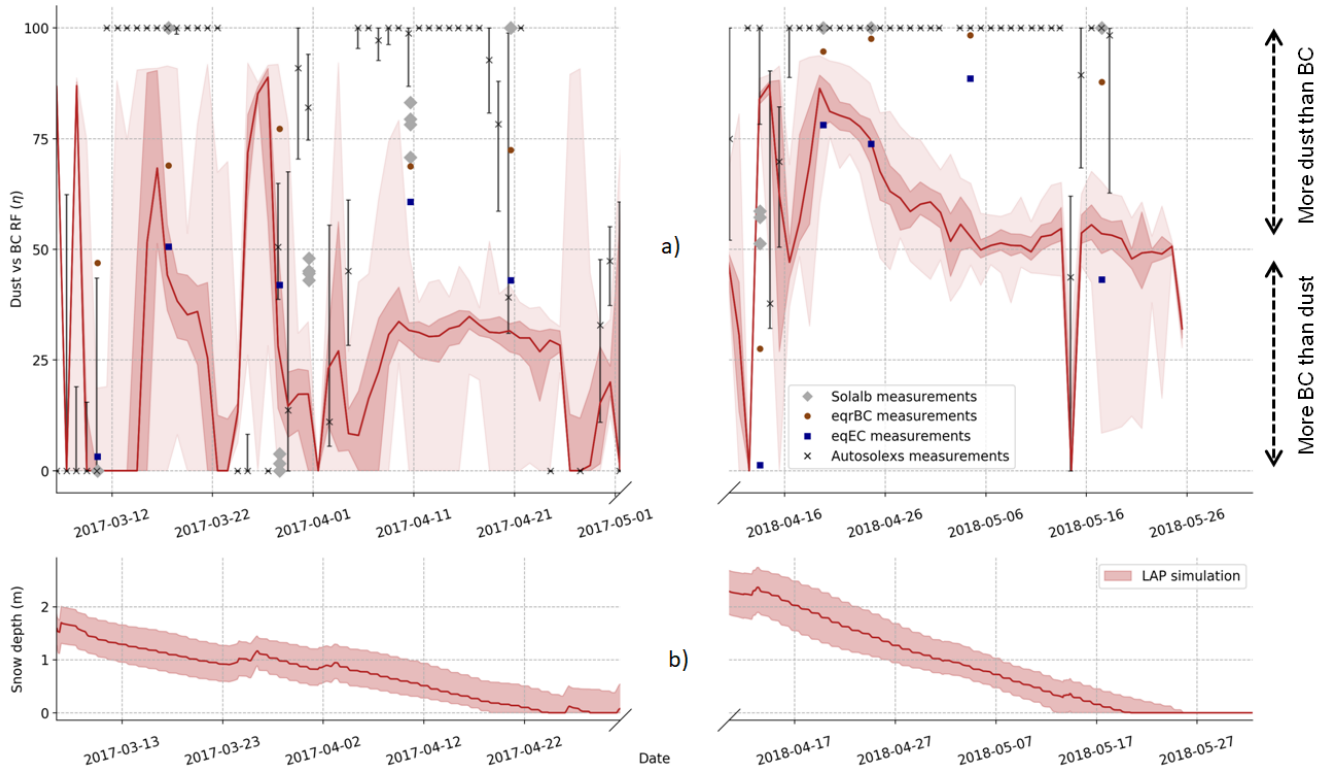 100
75
50
25
0
Dust vs BC RF (η)
a)
Solalb measurements
eqrBC measurements
eqEC measurements
Autosolexs measurements
More dust than BC
More BC than dust
2017-03-12
2017-03-22
2017-04-01
2017-04-11
2017-04-21
2017-05-01
2018-04-16
2018-04-26
2018-05-06
2018-05-16
2018-05-26
2
1
0
Snow depth (m)
b)
LAP simulation
2017-03-13
2017-03-23
2017-04-02
2017-04-12
2017-04-22
Date
2018-04-17
2018-04-27
2018-05-07
2018-05-17
2018-05-27